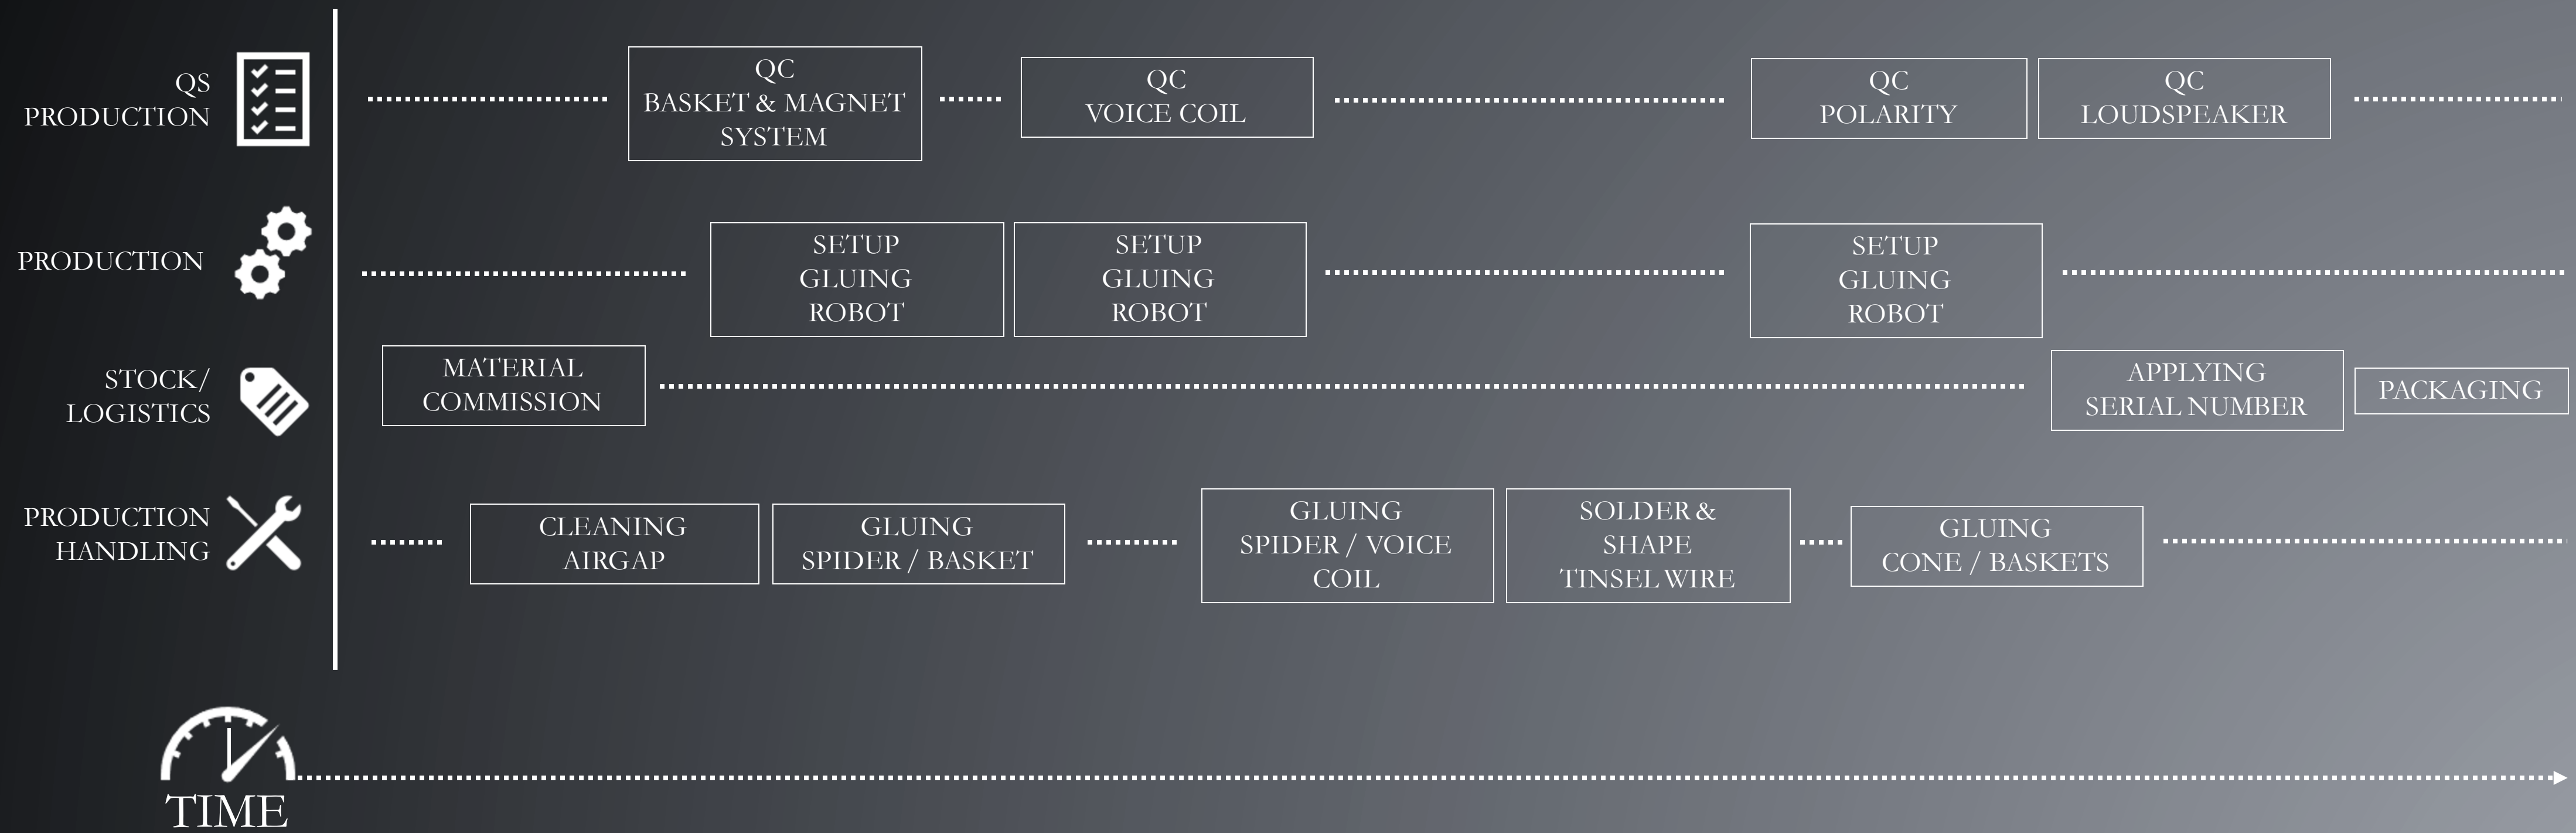 QS
PRODUCTION
QC
BASKET & MAGNET
SYSTEM
QC
VOICE COIL
QC
POLARITY
QC
LOUDSPEAKER
PRODUCTION
SETUP
GLUING
ROBOT
SETUP
GLUING
ROBOT
SETUP
GLUING
ROBOT
STOCK/
LOGISTICS
MATERIAL
COMMISSION
APPLYING
SERIAL NUMBER
PACKAGING
PRODUCTION
HANDLING
CLEANING
AIRGAP
GLUING
SPIDER / BASKET
GLUING
SPIDER / VOICE
COIL
SOLDER &
SHAPE
TINSEL WIRE
GLUING
CONE / BASKETS
TIME